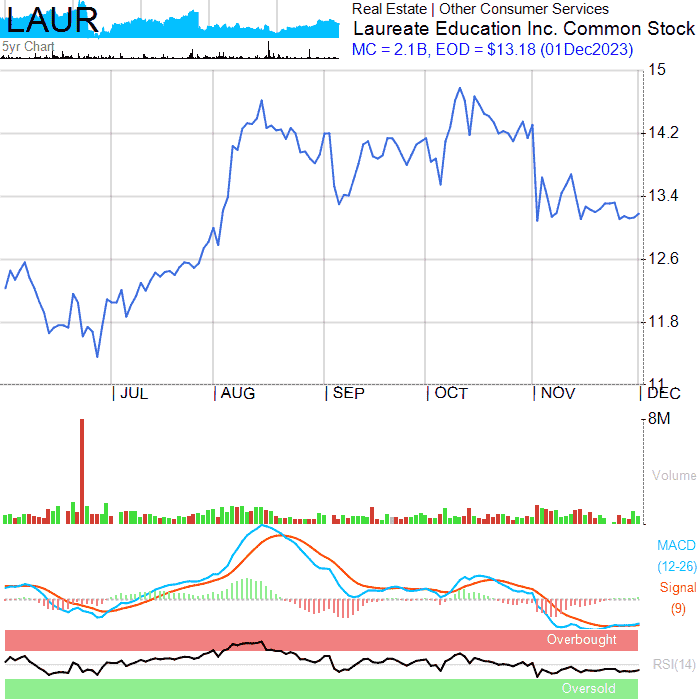 LAUR
5yr Chart
Real Estate | Other Consumer Services
Laureate Education Inc. Common Stock
MC = 2.1B, EOD = $13.18 (01Dec2023)
15
14.2
13.4
12.6
11.8
11
| JUL | AUG | SEP | OCT | NOV | DEC
8M
Volume
MACD
(12-26)
Signal
(9)
Overbought
RSI(14)
Oversold